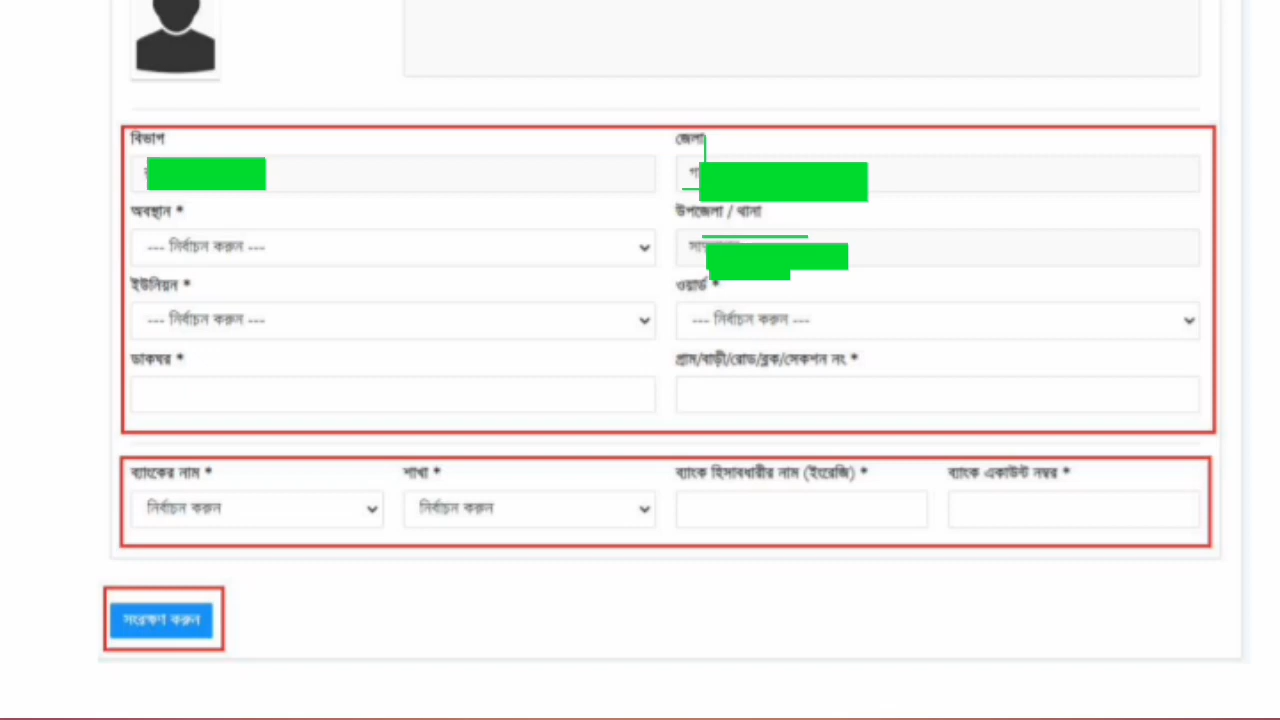 বিভাগ
জেলা
অবস্থান *
উপজেলা / থানা
--- নির্বাচন করুন ---
ইউনিয়ন *
ওয়ার্ড *
--- নির্বাচন করুন ---
--- নির্বাচন করুন ---
ডাকঘর *
গ্রাম/বাড়ী/রোড/ব্লক/সেকশন নং *
ব্যাংকের নাম *
শাখা *
ব্যাংক হিসাবধারীর নাম (ইংরেজি) *
ব্যাংক একাউন্ট নম্বর *
নির্বাচন করুন
নির্বাচন করুন
সংরক্ষণ করুন